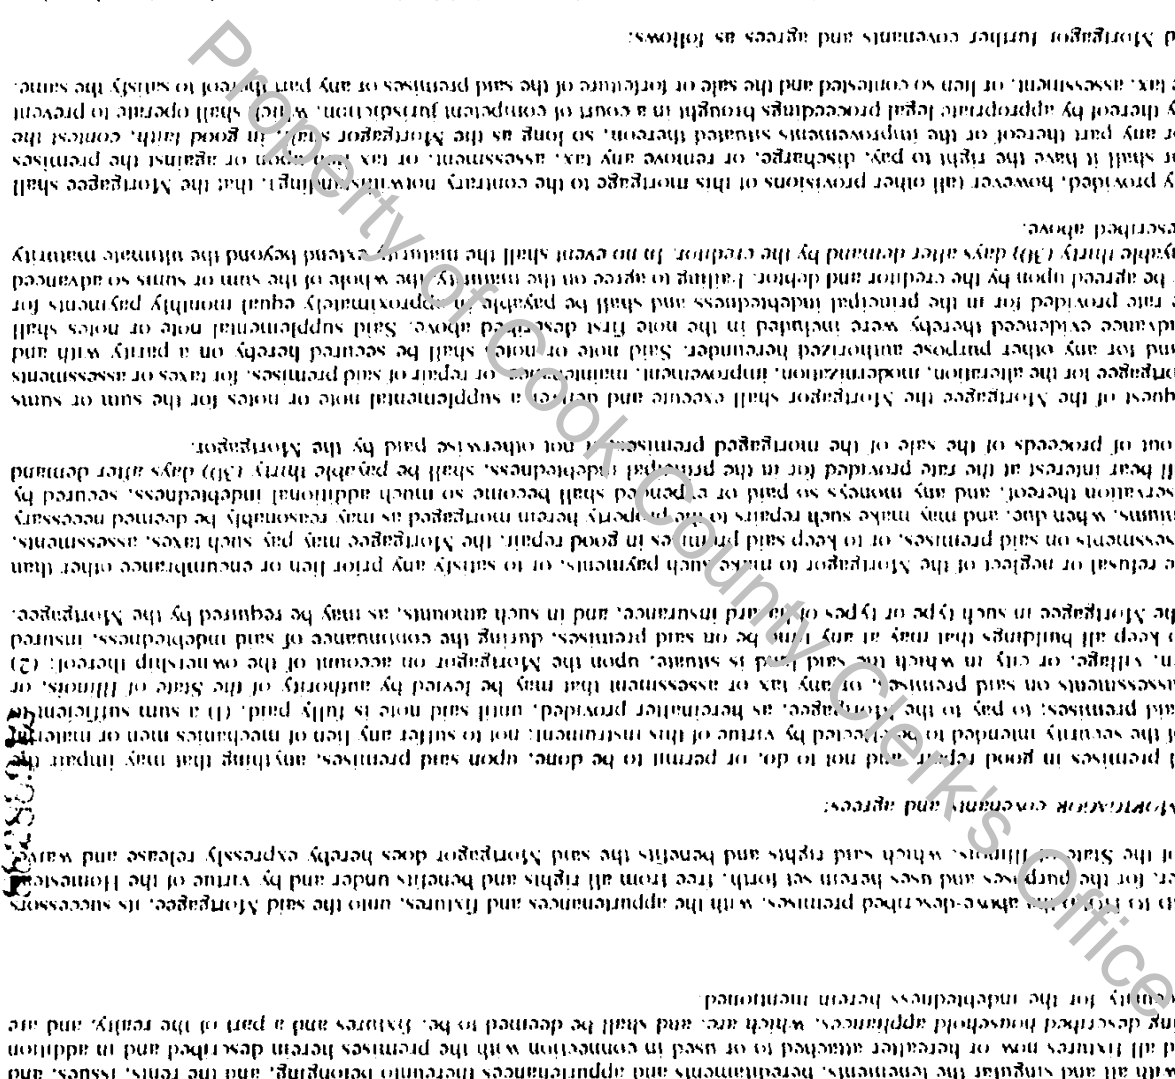 with all and singular the tenements, hereditaments and appurtenances thereunto belonging, and the rents, issues, and
d all fixtures now or hereafter attached to or used in connection with the premises herein described and in addition
ing described household appliances, which are, and shall be deemed to be, fixtures and a part of the realty, and are
ecurity for the indebtedness herein mentioned
to the above-described premises, with the appurtenances and fixtures, unto the said Mortgagee, its successors
er, for the purposes and uses herein set forth, free from all rights and benefits under and by virtue of the Homestead
f the State of Illinois, which said rights and benefits the said Mortgagor does hereby expressly release and waive
MORTGAGOR covenants and agrees:
d premises in good repair, and not to do, or permit to be done, upon said premises, anything that may impair the
f the security intended to be effected by virtue of this instrument; not to suffer any lien of mechanics men or material
aid premises; to pay to the Mortgagee, as hereinafter provided, until said note is fully paid, (1) a sum sufficient
assessments on said premises, or any tax or assessment that may be levied by authority of the State of Illinois, or
n, village, or city in which the said land is situate, upon the Mortgagor on account of the ownership thereof; (2)
o keep all buildings that may at any time be on said premises, during the continuance of said indebtedness, insured
he Mortgagee in such type or types of hazard insurance, and in such amounts, as may be required by the Mortgagee.
e refusal or neglect of the Mortgagor to make such payments, or to satisfy any prior lien or encumbrance other than
sessments on said premises, or to keep said premises in good repair, the Mortgagee may pay such taxes, assessments,
miums, when due, and may make such repairs to the property herein mortgaged as may reasonably be deemed necessary
servation thereof, and any moneys so paid or expended shall become so much additional indebtedness, secured by
ll bear interest at the rate provided for in the principal indebtedness, shall be payable thirty (30) days after demand
out of proceeds of the sale of the mortgaged premises if not otherwise paid by the Mortgagor.
quest of the Mortgagee the Mortgagor shall execute and deliver a supplemental note or notes for the sum or sums
ortgagee for the alteration, modernization, improvement, maintenance, or repair of said premises, for taxes or assessments
and for any other purpose authorized hereunder. Said note or notes shall be secured hereby on a parity with and
dvance evidenced thereby were included in the note first described above. Said supplemental note or notes shall
e rate provided for in the principal indebtedness and shall be payable in approximately equal monthly payments for
be agreed upon by the creditor and debtor. Failing to agree on the maturity, the whole of the sum or sums so advanced
yable thirty (30) days after demand by the creditor. In no event shall the maturity extend beyond the ultimate maturity
escribed above.
y provided, however (all other provisions of this mortgage to the contrary notwithstanding), that the Mortgagee shall
or shall it have the right to pay, discharge, or remove any tax, assessment, or tax lien upon or against the premises
or any part thereof or the improvements situated thereon, so long as the Mortgagor shall, in good faith, contest the
y thereof by appropriate legal proceedings brought in a court of competent jurisdiction, which shall operate to prevent
e tax, assessment, or lien so contested and the sale or forfeiture of the said premises or any part thereof to satisfy the same.
d Mortgagor further covenants and agrees as follows:
Property of Cook County Clerk's Office